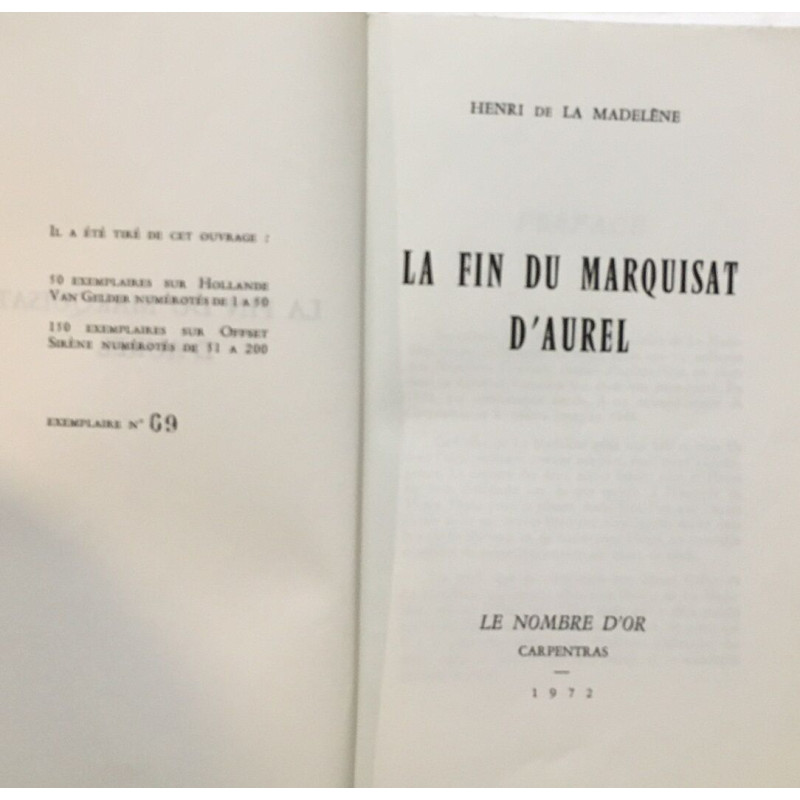 IL A ÉTÉ TIRÉ DE CET OUVRAGE :
50 EXEMPLAIRES SUR HOLLANDE
VAN GELDER NUMÉROTÉS DE 1 A 50
150 EXEMPLAIRES SUR OFFSET
SIRÈNE NUMÉROTÉS DE 51 A 200
EXEMPLAIRE N° 69
HENRI DE LA MADELÈNE
LA FIN DU MARQUISAT
D'AUREL
LE NOMBRE D'OR
CARPENTRAS
—
1972